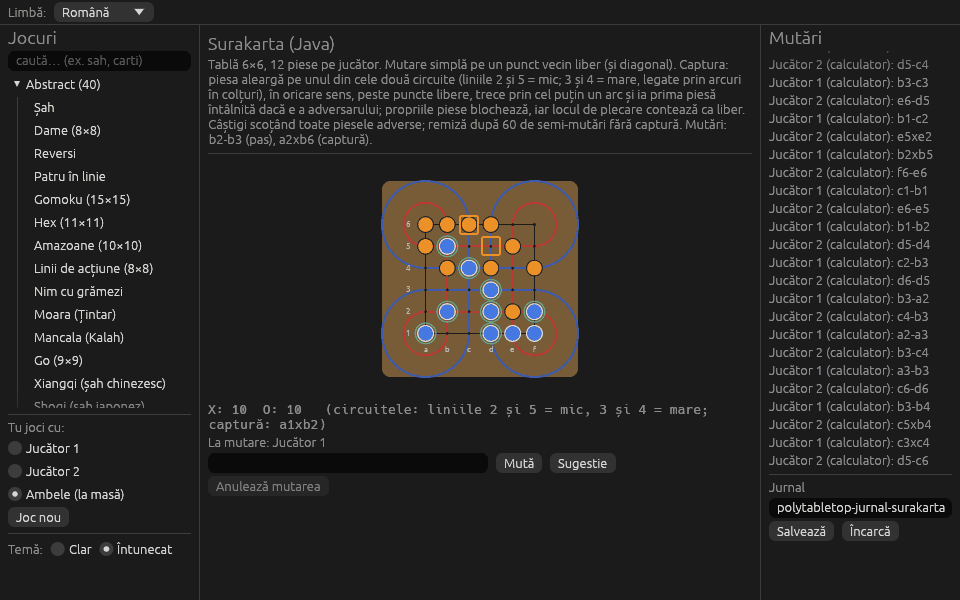 Limbă: Română
Jocuri
caută... (ex. sah, carti)
Abstract (40)
Șah
Dame (8×8)
Reversi
Patru în linie
Gomoku (15×15)
Hex (11×11)
Amazoane (10×10)
Linii de acțiune (8×8)
Nim cu grămezi
Moara (Țintar)
Mancala (Kalah)
Go (9×9)
Xiangqi (șah chinezesc)
Shogi (șah japonez)
Tu joci cu:
Jucător 1
Jucător 2
Ambele (la masă)
Joc nou
Temă: Clar Întunecat
Surakarta (Java)
Tablă 6×6, 12 piese pe jucător. Mutare simplă pe un punct vecin liber (și diagonal). Captura:
piesa aleargă pe unul din cele două circuite (liniile 2 și 5 = mic; 3 și 4 = mare, legate prin arcuri
în colțuri), în oricare sens, peste puncte libere, trece prin cel puțin un arc și ia prima piesă
întâlnită dacă e a adversarului; propriile piese blochează, iar locul de plecare contează ca liber.
Câștigi scoțând toate piesele adverse; remiză după 60 de semi-mutări fără captură. Mutări:
b2-b3 (pas), a2xb6 (captură).
6
5
4
3
2
1
a b c d e f
X: 10 O: 10 (circuitele: liniile 2 și 5 = mic, 3 și 4 = mare;
captură: a1xb2)
La mutare: Jucător 1
Mută Sugestie
Anulează mutarea
Mutări
Jucător 2 (calculator): d5-c4
Jucător 1 (calculator): b3-c3
Jucător 2 (calculator): e6-d5
Jucător 1 (calculator): b1-c2
Jucător 2 (calculator): e5xe2
Jucător 1 (calculator): b2xb5
Jucător 2 (calculator): f6-e6
Jucător 1 (calculator): c1-b1
Jucător 2 (calculator): e6-e5
Jucător 1 (calculator): b1-b2
Jucător 2 (calculator): d5-d4
Jucător 1 (calculator): c2-b3
Jucător 2 (calculator): d6-d5
Jucător 1 (calculator): b3-a2
Jucător 2 (calculator): c4-b3
Jucător 1 (calculator): a2-a3
Jucător 2 (calculator): b3-c4
Jucător 1 (calculator): a3-b3
Jucător 2 (calculator): c6-d6
Jucător 1 (calculator): b3-b4
Jucător 2 (calculator): c5xb4
Jucător 1 (calculator): c3xc4
Jucător 2 (calculator): d5-c6
Jurnal
polytabletop-jurnal-surakarta
Salvează Încarcă